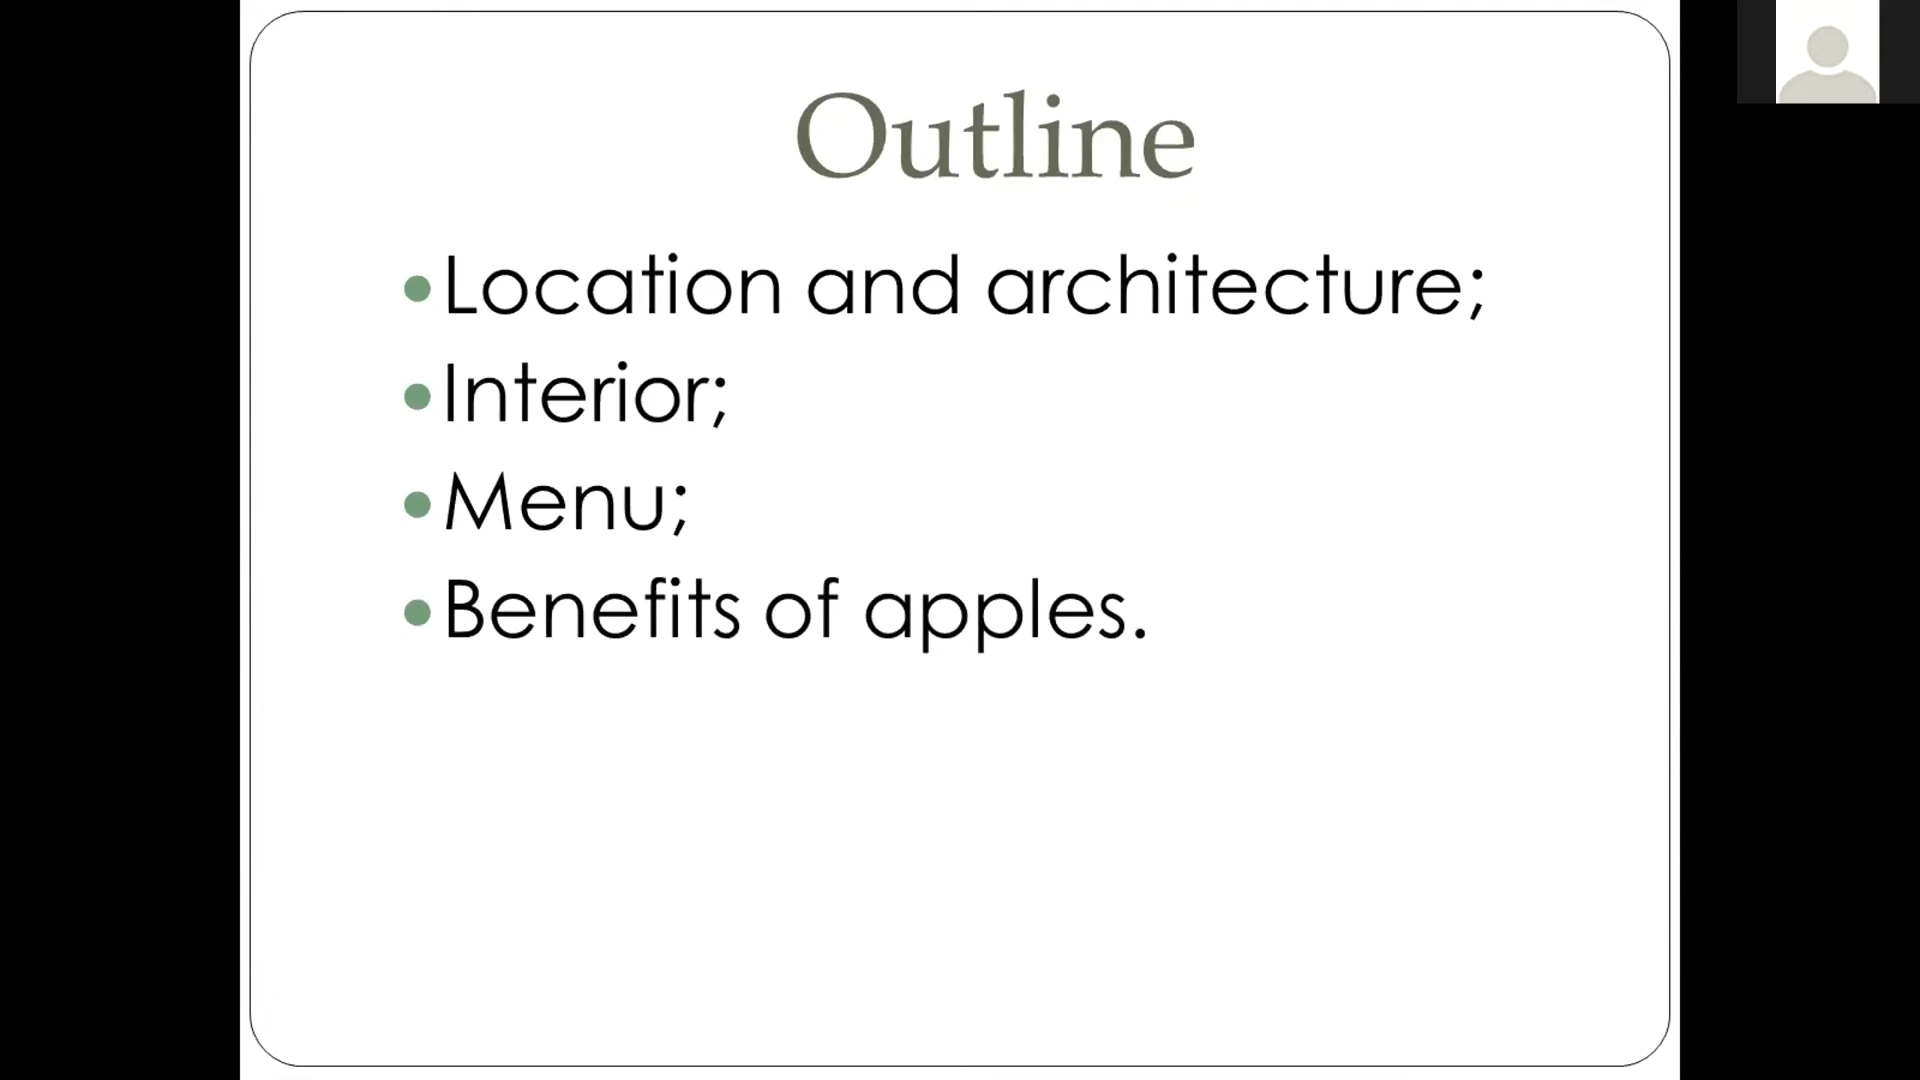 Outline
• Location and architecture;
• Interior;
• Menu;
• Benefits of apples.